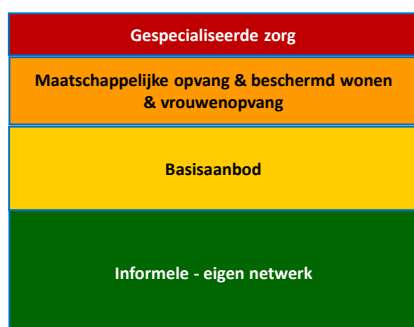 Gespecialiseerde zorg
Maatschappelijke opvang & beschermd wonen
& vrouwenopvang
Basisaanbod
Informele - eigen netwerk